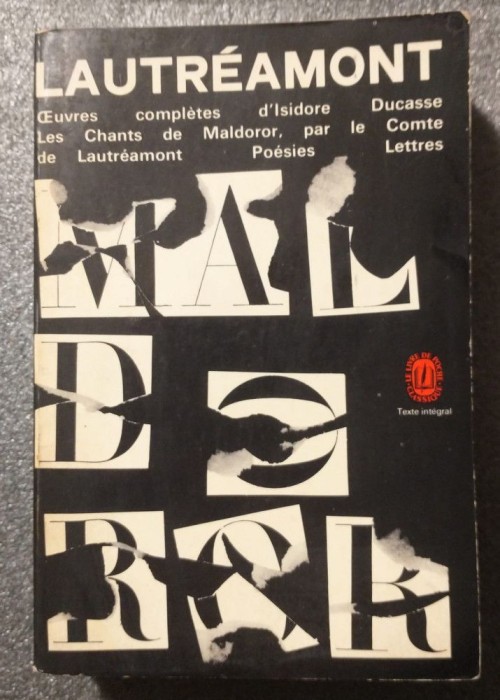 LAUTRÉAMONT
Œuvres complètes d'Isidore Ducasse
Les Chants de Maldoror, par le Comte
de Lautréamont Poésies Lettres
MAL
DO
ROR
LE LIVRE DE POCHE
CLASSIQUE
Texte intégral